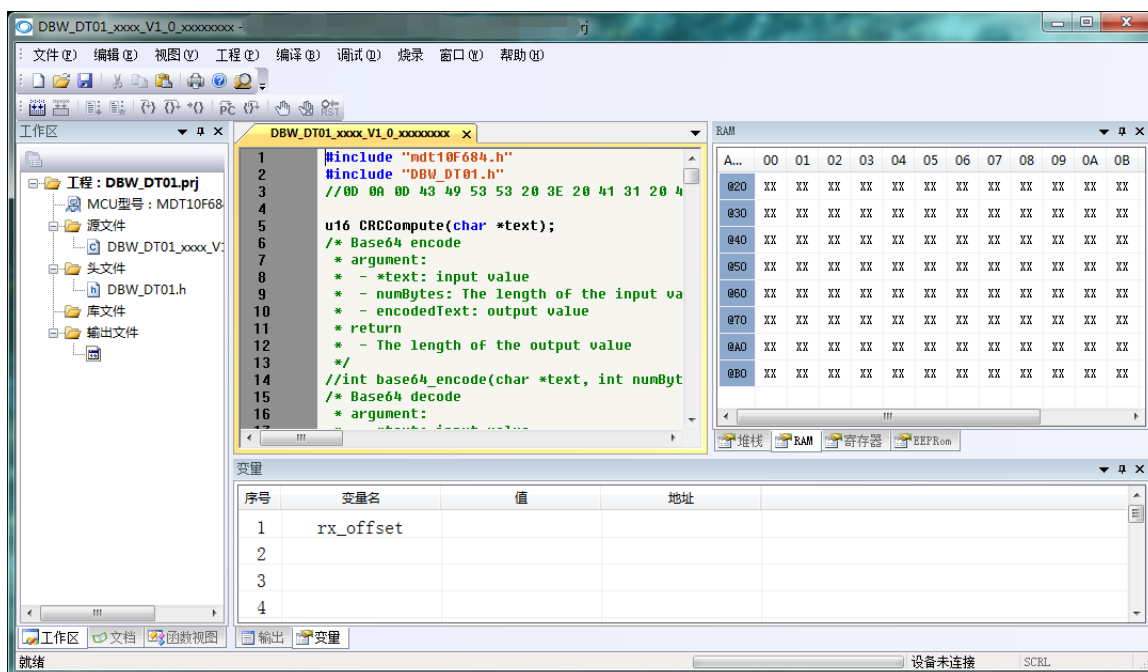 DBW_DT01_xxxx_V1_0_xxxxxxxx - rj
文件(F) 编辑(E) 视图(V) 工程(P) 编译(B) 调试(D) 烧录 窗口(W) 帮助(H)
工作区
工程：DBW_DT01.prj
MCU型号：MDT10F68
源文件
DBW_DT01_xxxx_V1
头文件
DBW_DT01.h
库文件
输出文件
工作区 文档 函数视图
DBW_DT01_xxxx_V1_0_xxxxxxxx x
1 #include "mdt10F684.h"
2 #include "DBW_DT01.h"
3 //0D 0A 0D 43 49 53 53 20 3E 20 41 31 20 4
4
5 u16 CRCCompute(char *text);
6 /* Base64 encode
7 * argument:
8 * - *text: input value
9 * - numBytes: The length of the input va
10 * - encodedText: output value
11 * return
12 * - The length of the output value
13 */
14 //int base64_encode(char *text, int numByt
15 /* Base64 decode
16 * argument:
17 * - *text: input value
RAM
A... 00 01 02 03 04 05 06 07 08 09 0A 0B
@20 XX XX XX XX XX XX XX XX XX XX XX XX
@30 XX XX XX XX XX XX XX XX XX XX XX XX
@40 XX XX XX XX XX XX XX XX XX XX XX XX
@50 XX XX XX XX XX XX XX XX XX XX XX XX
@60 XX XX XX XX XX XX XX XX XX XX XX XX
@70 XX XX XX XX XX XX XX XX XX XX XX XX
@A0 XX XX XX XX XX XX XX XX XX XX XX XX
@B0 XX XX XX XX XX XX XX XX XX XX XX XX
堆栈 RAM 寄存器 EEPRom
变量
序号 变量名 值 地址
1 rx_offset
2
3
4
输出 变量
就绪 设备未连接 SCRL